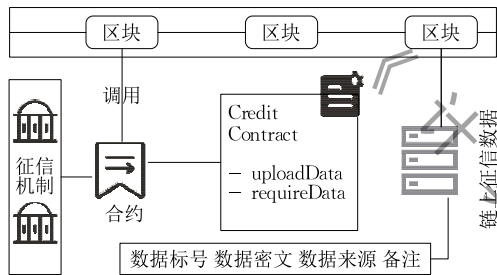 区块 区块 区块
调用
Credit
Contract
— uploadData
— requireData
征信
机制
合约
链上征信数据
数据标号 数据密文 数据来源 备注